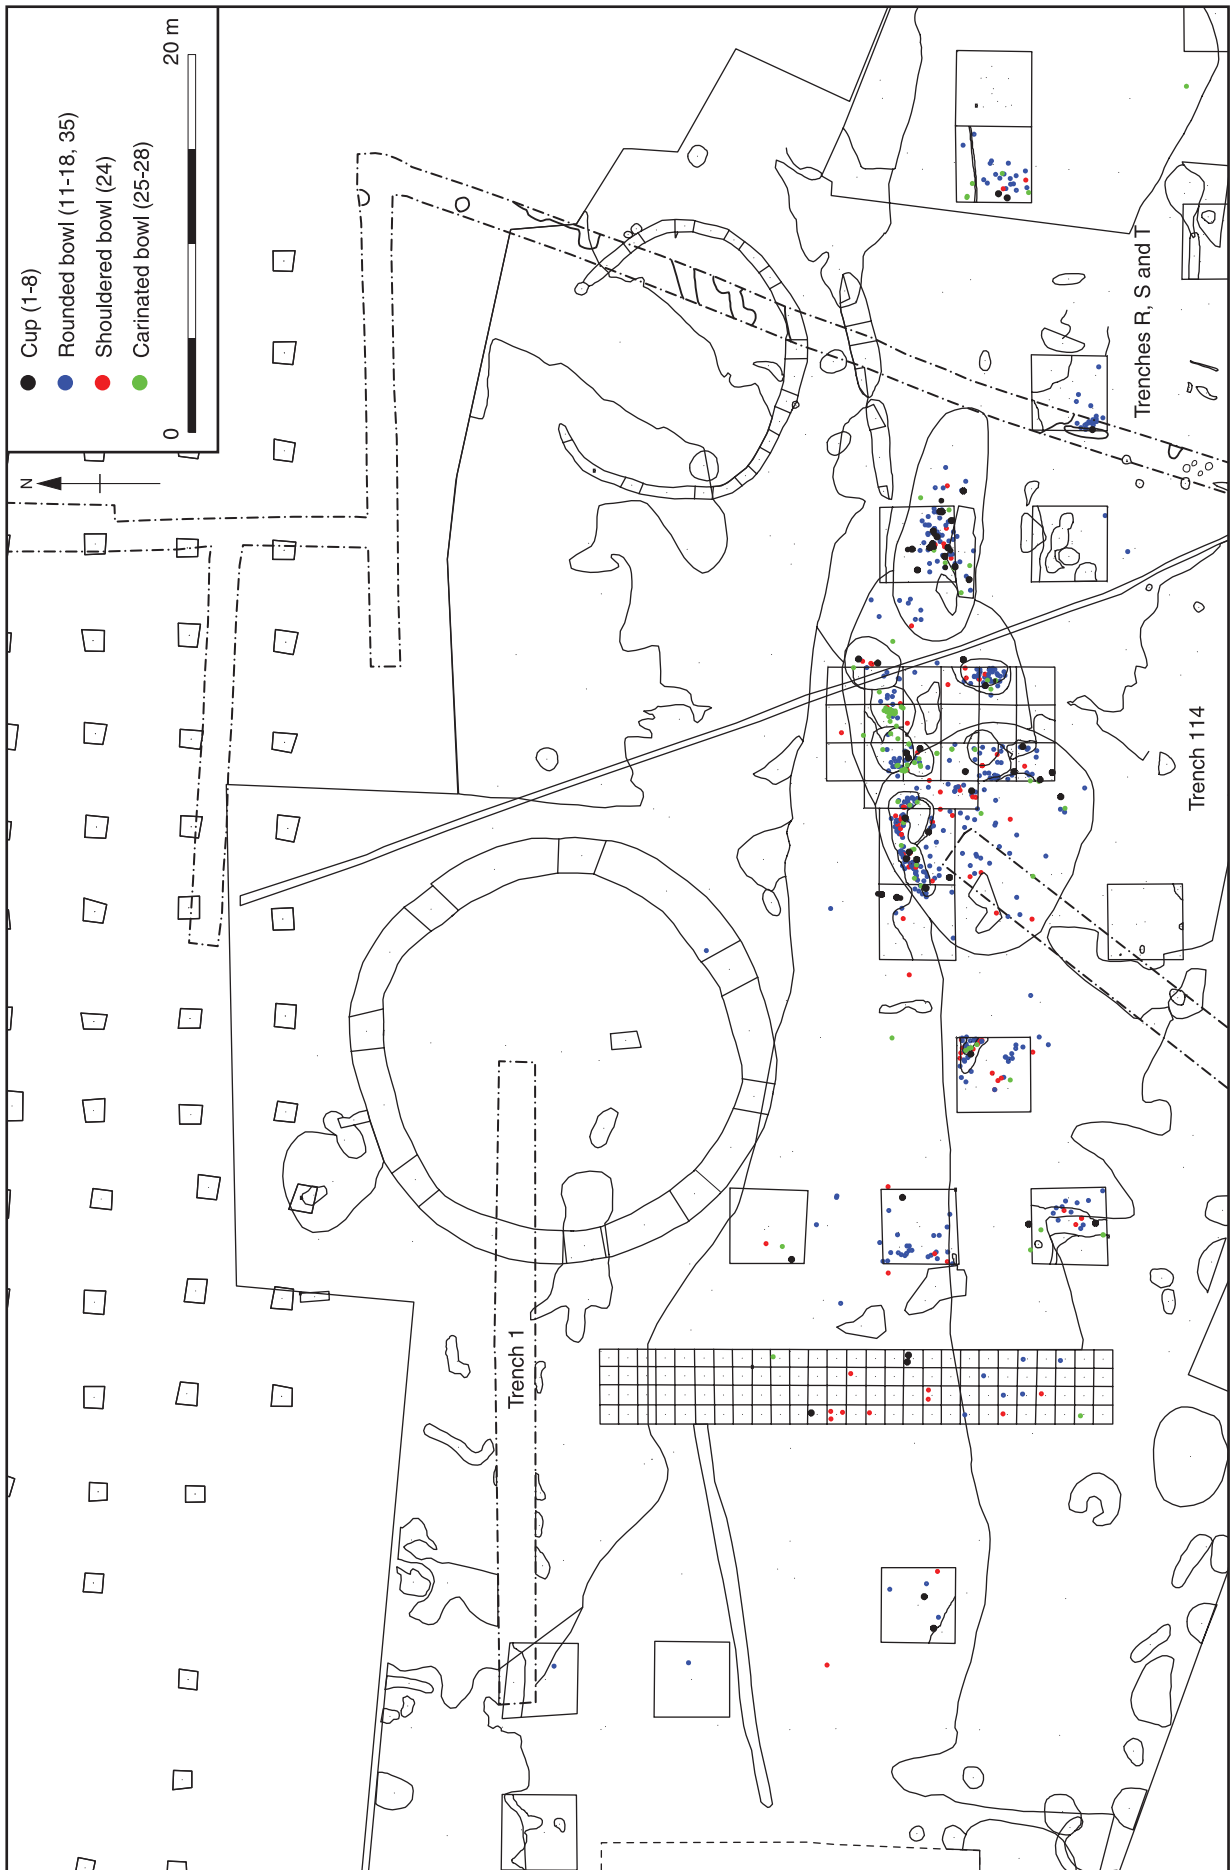 Cup (1-8)
Rounded bowl (11-18, 35)
Shouldered bowl (24)
Carinated bowl (25-28)
0
20 m
N
Trench 1
Trenches R, S and T
Trench 114